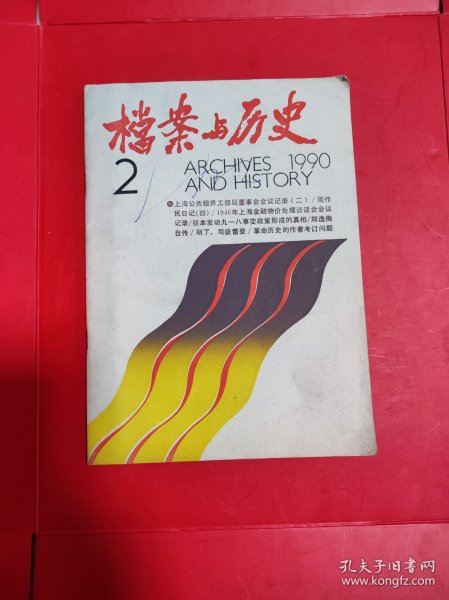 檔案与历史
2
ARCHIVES 1990
AND HISTORY
上海公共租界工部局董事会会议记录（二）/周作
民日记（四）/1946年上海金融物价处理谈话会会议
记录/日本发动九一八事变政策形成的真相/郑逸梅
自传/别了，司徒雷登/革命历史的作者考订问题
孔夫子旧书网
www.kongfz.com